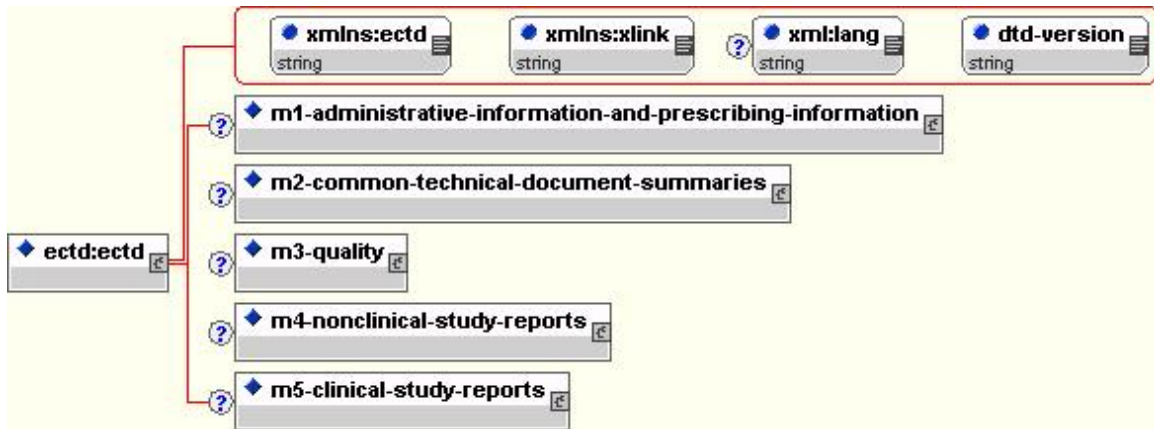 xmlns:ectd xmlns:xlink ? xml:lang dtd-version
string string string string
? m1-administrative-information-and-prescribing-information
? m2-common-technical-document-summaries
ectd:ectd ? m3-quality
? m4-nonclinical-study-reports
? m5-clinical-study-reports